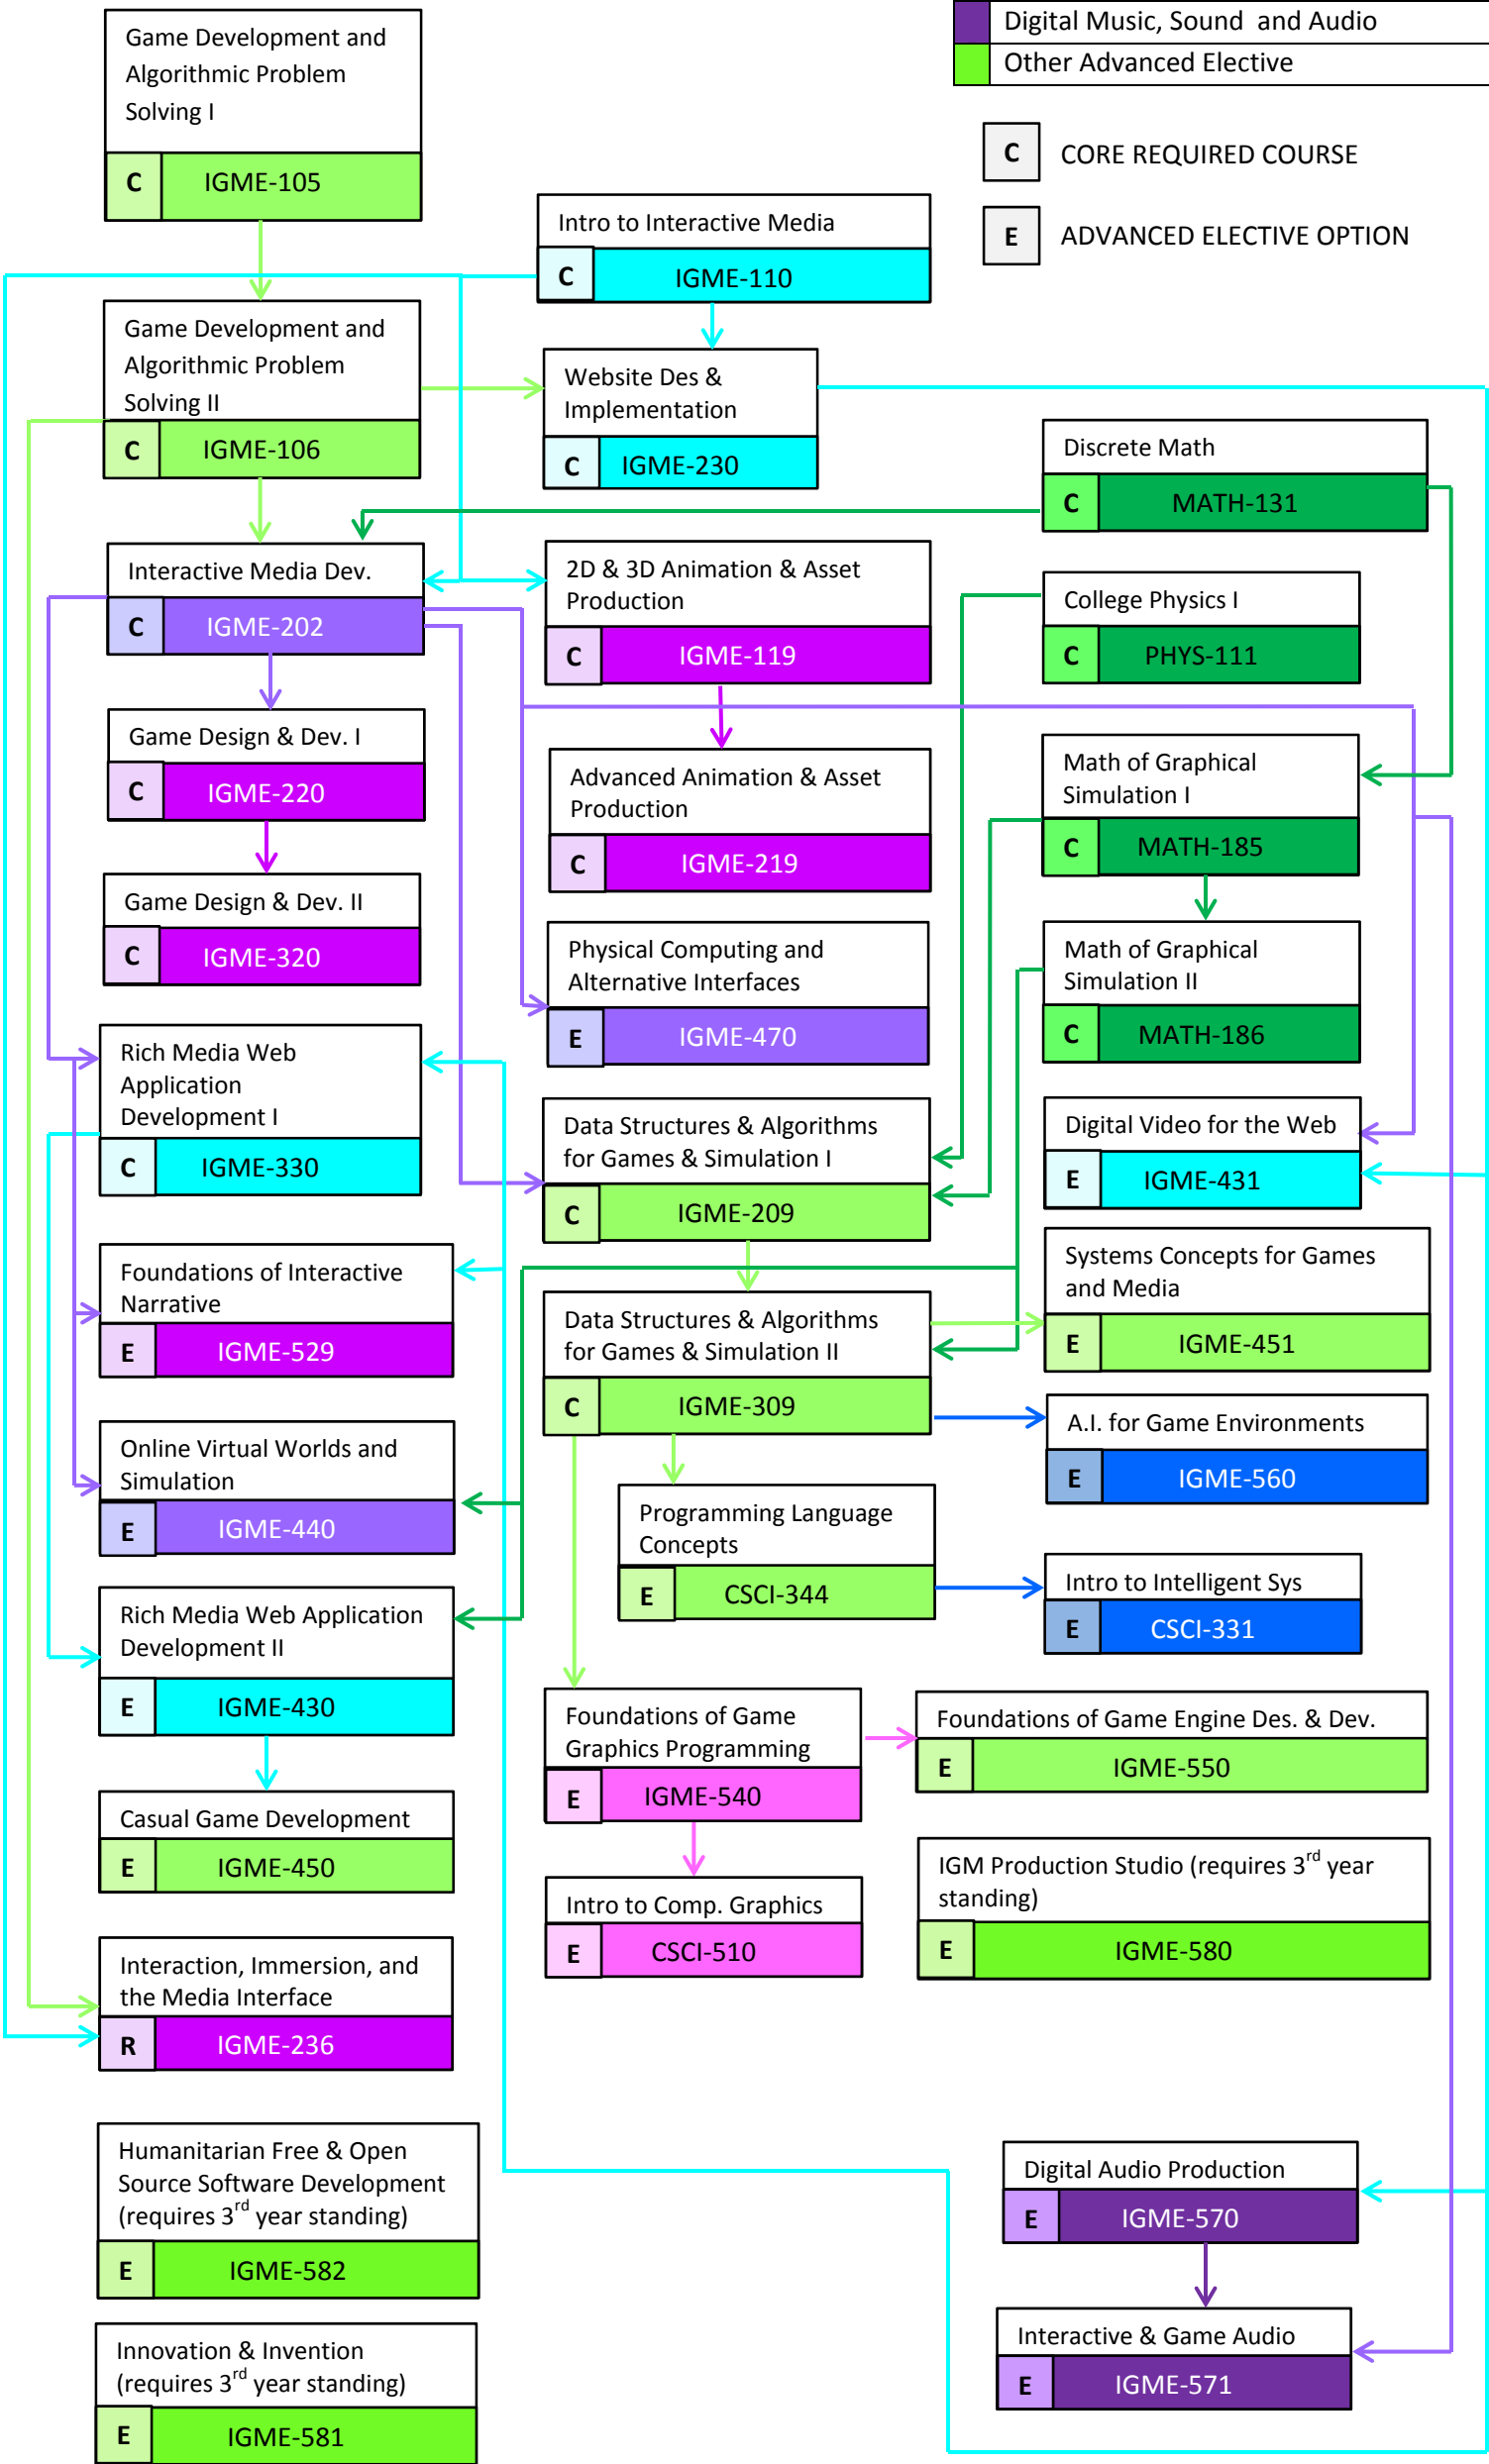 Digital Music, Sound and Audio
Other Advanced Elective
C CORE REQUIRED COURSE
E ADVANCED ELECTIVE OPTION
Game Development and
Algorithmic Problem
Solving I
C IGME-105
Intro to Interactive Media
C IGME-110
Game Development and
Algorithmic Problem
Solving II
C IGME-106
Website Des &
Implementation
C IGME-230
Discrete Math
C MATH-131
Interactive Media Dev.
C IGME-202
2D & 3D Animation & Asset
Production
C IGME-119
College Physics I
C PHYS-111
Game Design & Dev. I
C IGME-220
Advanced Animation & Asset
Production
C IGME-219
Math of Graphical
Simulation I
C MATH-185
Game Design & Dev. II
C IGME-320
Physical Computing and
Alternative Interfaces
E IGME-470
Math of Graphical
Simulation II
C MATH-186
Rich Media Web
Application
Development I
C IGME-330
Data Structures & Algorithms
for Games & Simulation I
C IGME-209
Digital Video for the Web
E IGME-431
Foundations of Interactive
Narrative
E IGME-529
Data Structures & Algorithms
for Games & Simulation II
C IGME-309
Systems Concepts for Games
and Media
E IGME-451
Online Virtual Worlds and
Simulation
E IGME-440
Programming Language
Concepts
E CSCI-344
A.I. for Game Environments
E IGME-560
Intro to Intelligent Sys
E CSCI-331
Rich Media Web Application
Development II
E IGME-430
Foundations of Game
Graphics Programming
E IGME-540
Foundations of Game Engine Des. & Dev.
E IGME-550
Casual Game Development
E IGME-450
Intro to Comp. Graphics
E CSCI-510
IGM Production Studio (requires 3rd year
standing)
E IGME-580
Interaction, Immersion, and
the Media Interface
R IGME-236
Humanitarian Free & Open
Source Software Development
(requires 3rd year standing)
E IGME-582
Digital Audio Production
E IGME-570
Innovation & Invention
(requires 3rd year standing)
E IGME-581
Interactive & Game Audio
E IGME-571